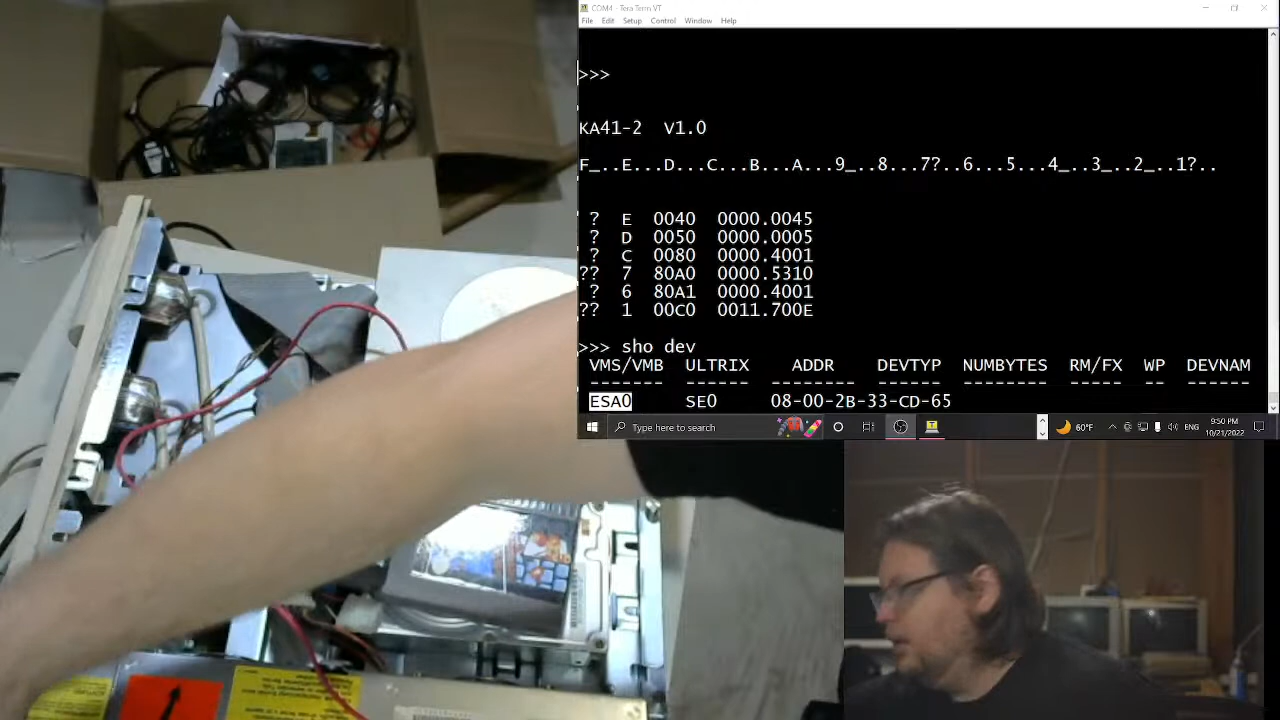 COM4 - Tera Term VT
File Edit Setup Control Window Help
>>>
KA41-2 V1.0
F_..E...D...C...B...A...9_..8...7?..6...5...4_..3_..2_..1?..
? E 0040 0000.0045
? D 0050 0000.0005
? C 0080 0000.4001
?? 7 80A0 0000.5310
? 6 80A1 0000.4001
?? 1 00C0 0011.700E
>>> sho dev
VMS/VMB ULTRIX ADDR DEVTYP NUMBYTES RM/FX WP DEVNAM
------- ------ -------- ------ -------- ----- -- ------
ESA0 SE0 08-00-2B-33-CD-65
Type here to search
60°F
ENG
9:50 PM
10/21/2022